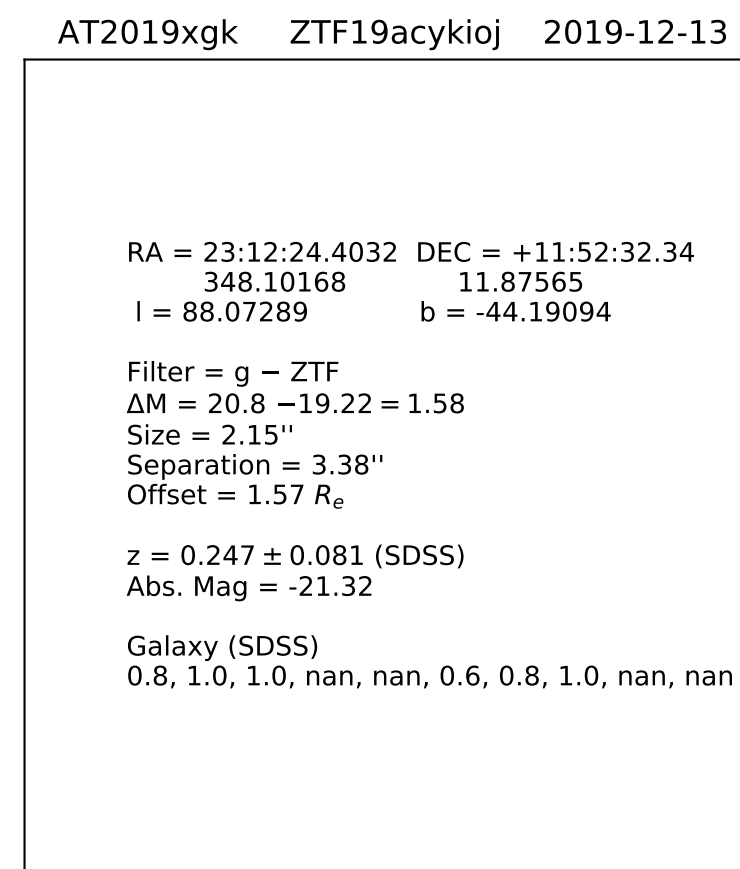 AT2019xgk ZTF19acykioj 2019-12-13
RA = 23:12:24.4032 DEC = +11:52:32.34
348.10168 11.87565
l = 88.07289 b = -44.19094
Filter = g − ZTF
ΔM = 20.8 −19.22 = 1.58
Size = 2.15''
Separation = 3.38''
Offset = 1.57 Re
z = 0.247 ± 0.081 (SDSS)
Abs. Mag = -21.32
Galaxy (SDSS)
0.8, 1.0, 1.0, nan, nan, 0.6, 0.8, 1.0, nan, nan